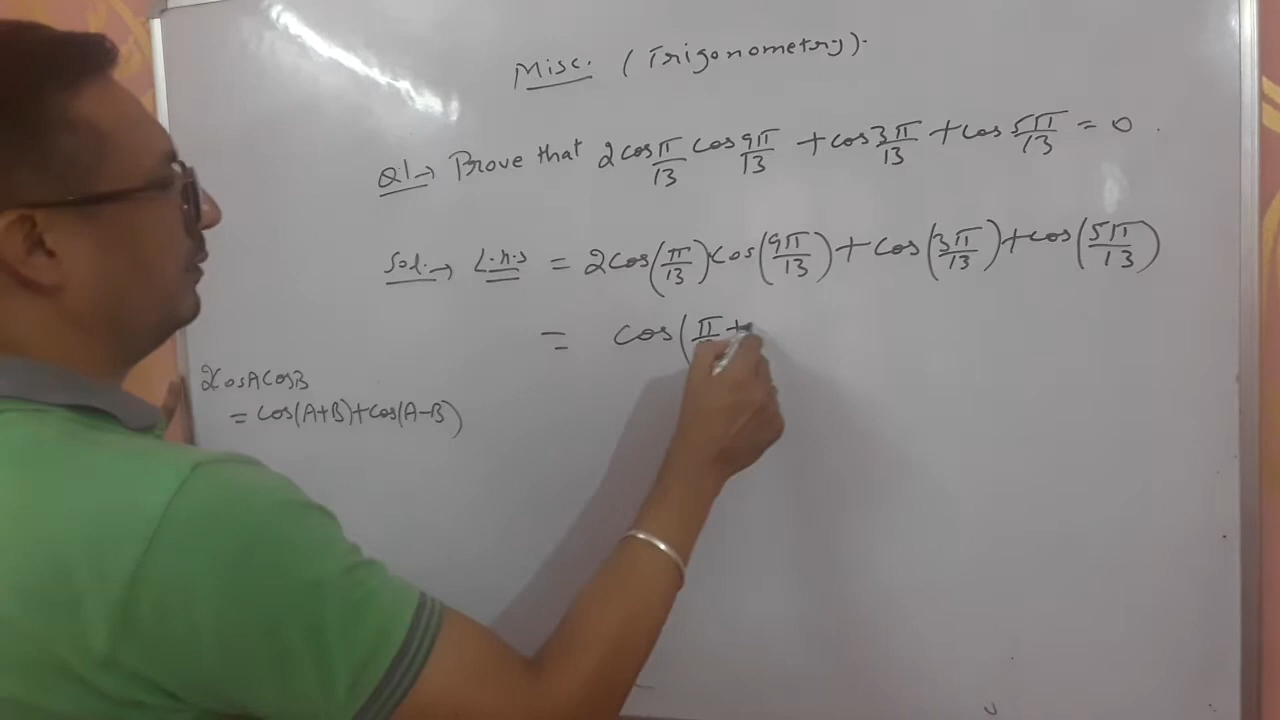 Misc. (Trigonometry).
Q1→ Prove that 2cos π/13 cos 9π/13 + cos 3π/13 + cos 5π/13 = 0.
Sol.→ L.h.s = 2cos(π/13) cos(9π/13) + cos(3π/13) + cos(5π/13)
= cos(π +
2cosAcosB
= cos(A+B)+cos(A-B)